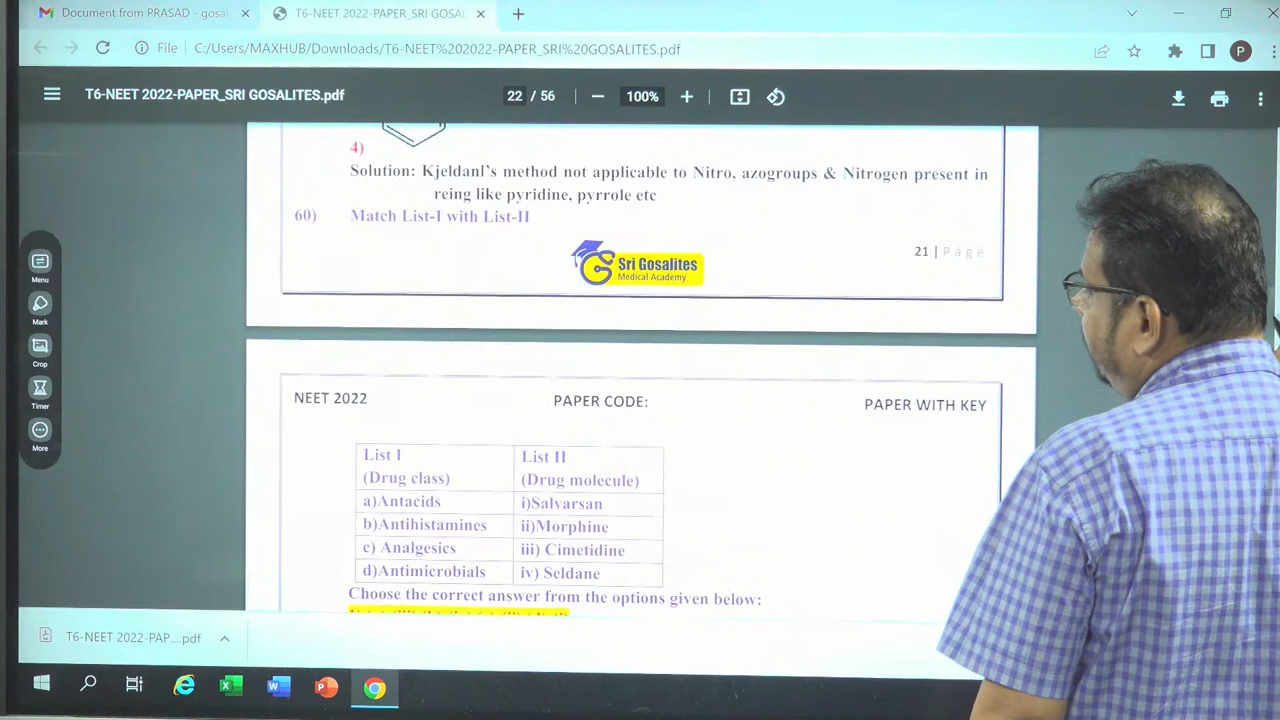 Document from PRASAD - gosal
T6-NEET 2022-PAPER_SRI GOSAL
File
C:/Users/MAXHUB/Downloads/T6-NEET%202022-PAPER_SRI%20GOSALITES.pdf
P
T6-NEET 2022-PAPER_SRI GOSALITES.pdf
22 / 56
100%
4)
Solution: Kjeldanl's method not applicable to Nitro, azogroups & Nitrogen present in
reing like pyridine, pyrrole etc
60) Match List-I with List-II
Sri Gosalites
Medical Academy
21 | Page
Menu
Mark
Crop
Timer
More
NEET 2022 PAPER CODE: PAPER WITH KEY
List I List II
(Drug class) (Drug molecule)
a)Antacids i)Salvarsan
b)Antihistamines ii)Morphine
c) Analgesics iii) Cimetidine
d)Antimicrobials iv) Seldane
Choose the correct answer from the options given below:
T6-NEET 2022-PAP....pdf